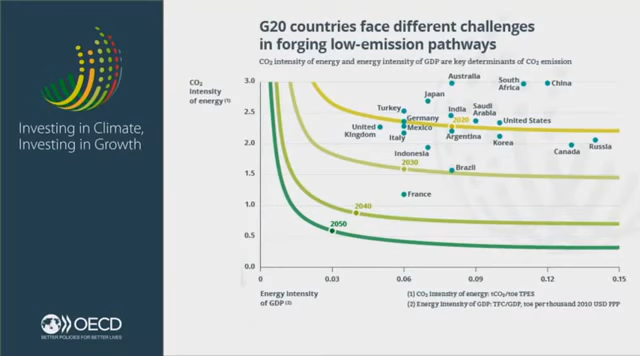 G20 countries face different challenges
in forging low-emission pathways
CO₂ intensity of energy and energy intensity of GDP are key determinants of CO₂ emission
Investing in Climate,
Investing in Growth
OECD
BETTER POLICIES FOR BETTER LIVES
CO₂
Intensity
of energy (1)
3.0
2.5
2.0
1.5
1.0
0.5
0.0
Australia
South
Africa
China
Japan
Turkey
India
Saudi
Arabia
Germany
2020
United States
United
Kingdom
Mexico
Italy
Argentina
Korea
Canada
Russia
Indonesia
2030
Brazil
France
2040
2050
0
0.03
0.06
0.09
0.12
0.15
Energy Intensity
of GDP (2)
(1) CO₂ Intensity of energy: tCO₂/toe TPES
(2) Energy Intensity of GDP: TFC/GDP, toe per thousand 2010 USD PPP